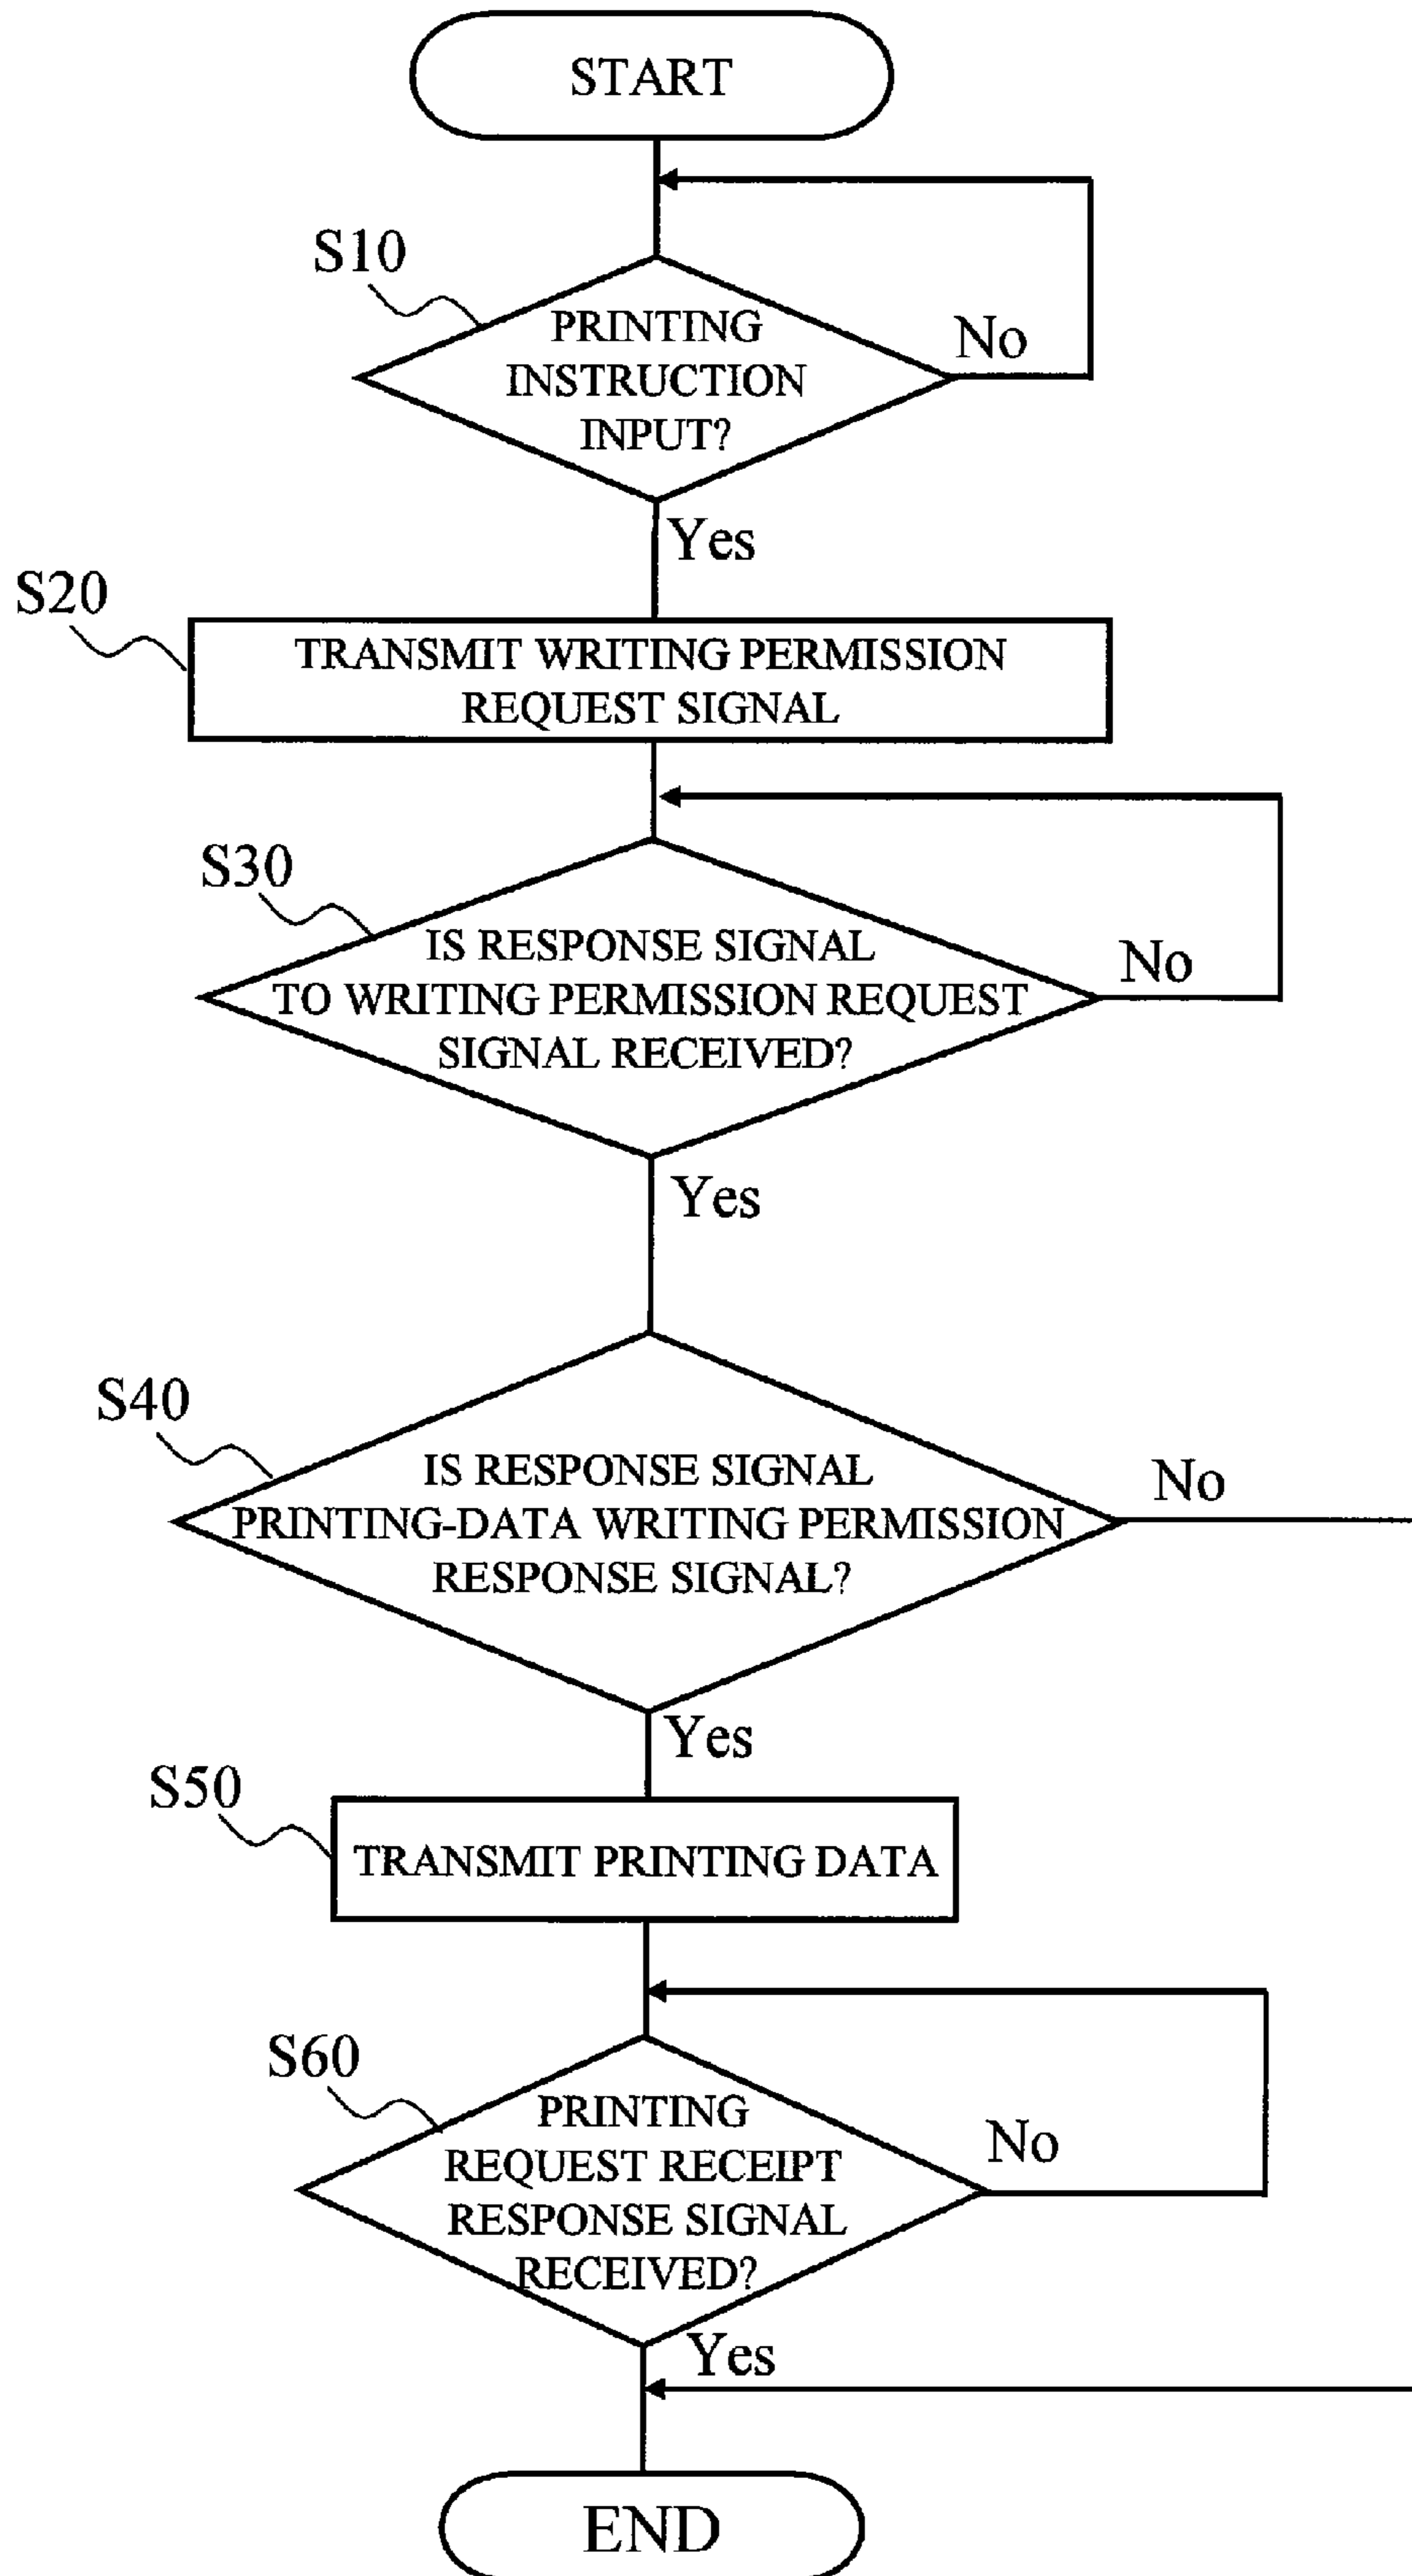 START
S10
PRINTING
INSTRUCTION
INPUT?
No
Yes
S20
TRANSMIT WRITING PERMISSION
REQUEST SIGNAL
S30
IS RESPONSE SIGNAL
TO WRITING PERMISSION REQUEST
SIGNAL RECEIVED?
No
Yes
S40
IS RESPONSE SIGNAL
PRINTING-DATA WRITING PERMISSION
RESPONSE SIGNAL?
No
Yes
S50
TRANSMIT PRINTING DATA
S60
PRINTING
REQUEST RECEIPT
RESPONSE SIGNAL
RECEIVED?
No
Yes
END